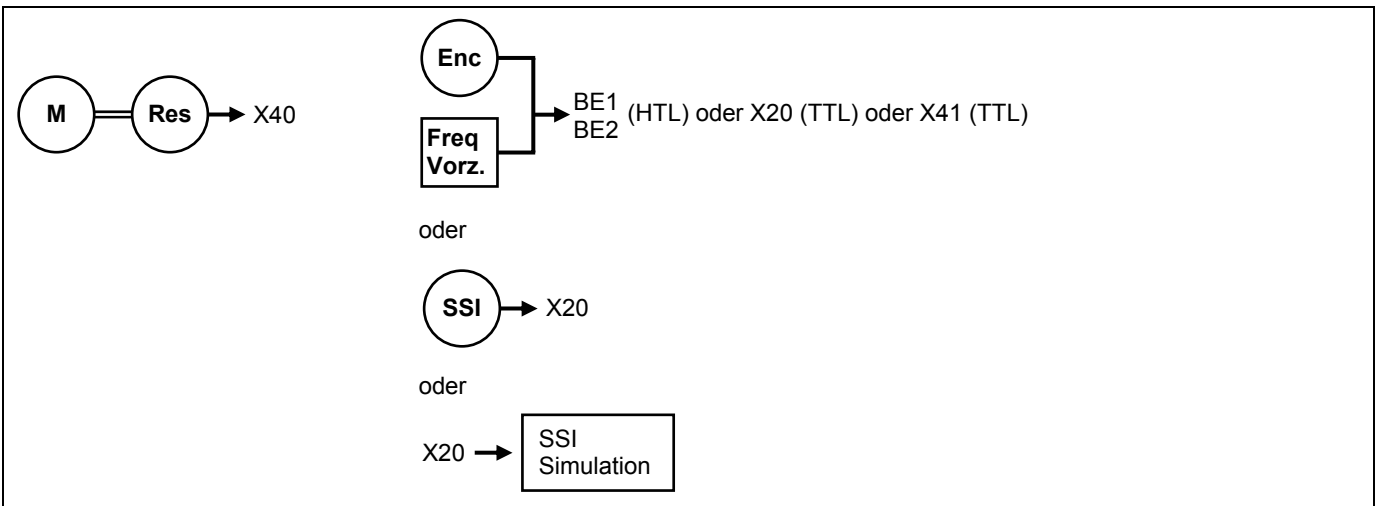 M Res X40
Enc
Freq
Vorz.
BE1
BE2
(HTL) oder X20 (TTL) oder X41 (TTL)
oder
SSI X20
oder
X20 SSI
Simulation